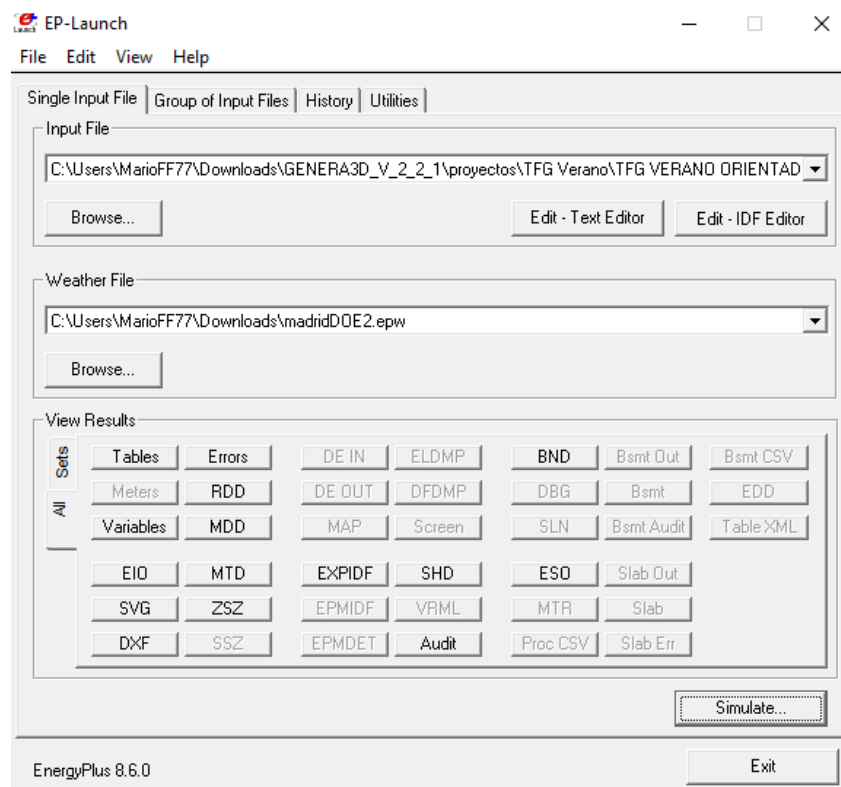 EP-Launch
File Edit View Help
Single Input File Group of Input Files History Utilities
Input File
C:\Users\MarioFF77\Downloads\GENERA3D_V_2_2_1\proyectos\TFG Verano\TFG VERANO ORIENTAD
Browse... Edit - Text Editor Edit - IDF Editor
Weather File
C:\Users\MarioFF77\Downloads\madridDOE2.epw
Browse...
View Results
Sets
All
Tables Errors DE IN ELDMP BND Bsmt Out Bsmt CSV
Meters RDD DE OUT DFDMP DBG Bsmt EDD
Variables MDD MAP Screen SLN Bsmt Audit Table XML
EIO MTD EXPIDF SHD ESO Slab Out
SVG ZSZ EPMIDF VRML MTR Slab
DXF SSZ EPMDET Audit Proc CSV Slab Err
Simulate...
EnergyPlus 8.6.0 Exit